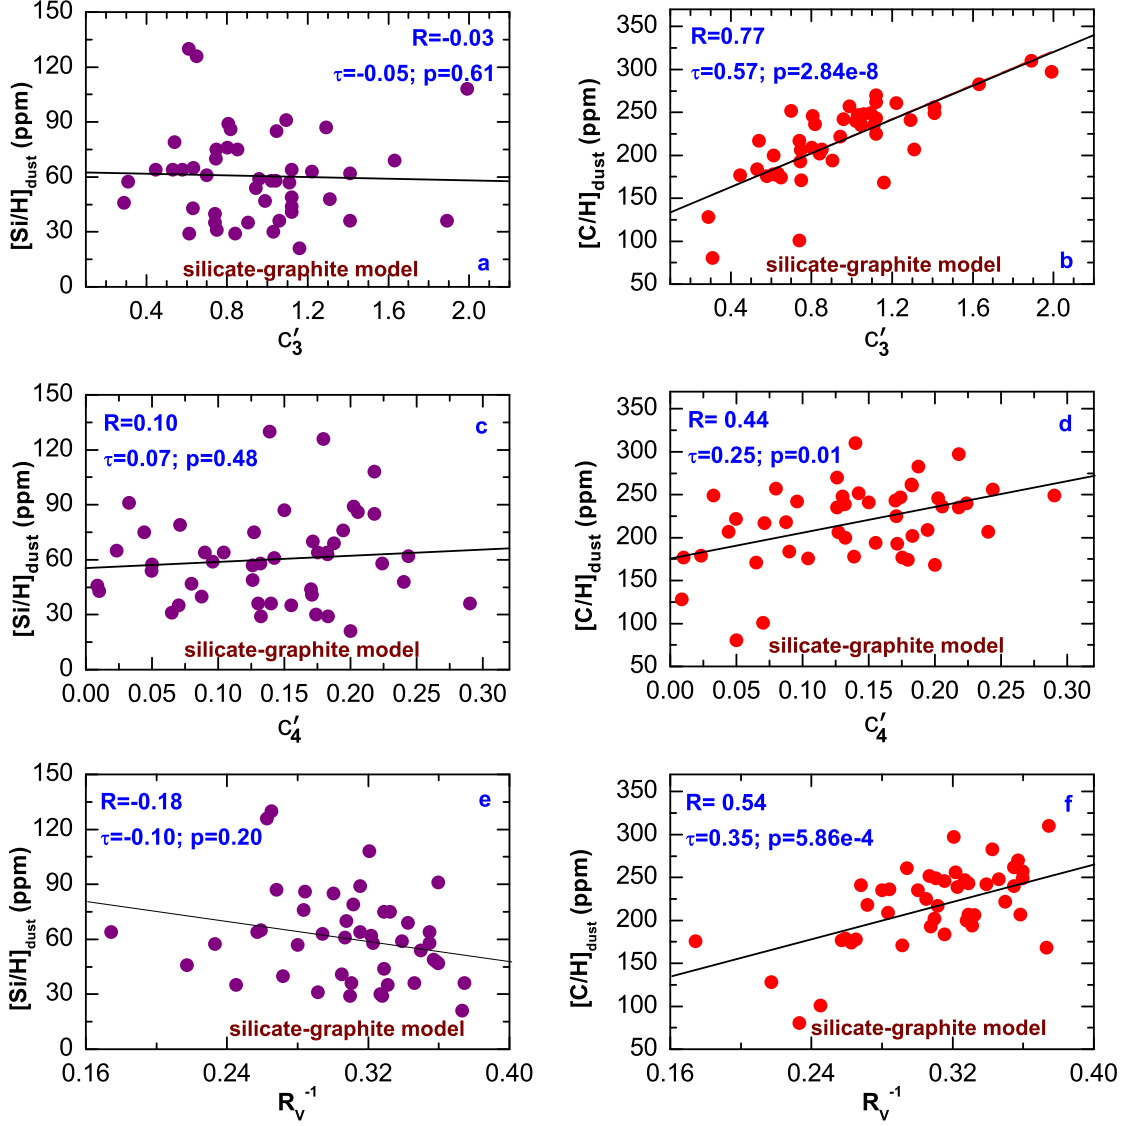 150
120
90
60
30
0
[Si/H]dust (ppm)
R=-0.03
τ=-0.05; p=0.61
silicate-graphite model
a
0.4
0.8
1.2
1.6
2.0
c′3
350
300
250
200
150
100
50
[C/H]dust (ppm)
R=0.77
τ=0.57; p=2.84e-8
silicate-graphite model
b
0.4
0.8
1.2
1.6
2.0
c′3
150
120
90
60
30
0
[Si/H]dust (ppm)
R=0.10
τ=0.07; p=0.48
c
silicate-graphite model
0.00
0.05
0.10
0.15
0.20
0.25
0.30
c′4
350
300
250
200
150
100
50
[C/H]dust (ppm)
R= 0.44
τ=0.25; p=0.01
d
silicate-graphite model
0.00
0.05
0.10
0.15
0.20
0.25
0.30
c′4
150
120
90
60
30
0
[Si/H]dust (ppm)
R=-0.18
τ=-0.10; p=0.20
e
silicate-graphite model
0.16
0.24
0.32
0.40
RV-1
350
300
250
200
150
100
50
[C/H]dust (ppm)
R= 0.54
τ=0.35; p=5.86e-4
f
silicate-graphite model
0.16
0.24
0.32
0.40
RV-1